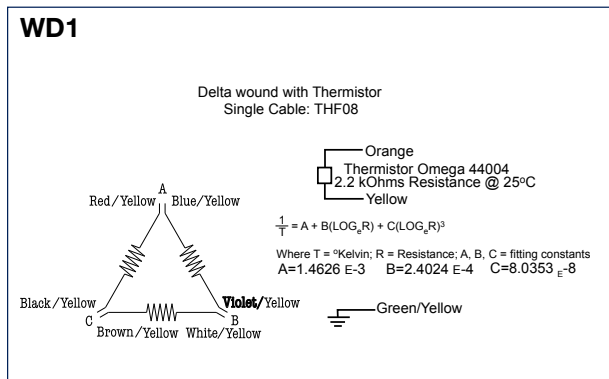 WD1
Delta wound with Thermistor
Single Cable: THF08
Orange
Thermistor Omega 44004
2.2 kOhms Resistance @ 25ºC
Yellow
A
Red/Yellow Blue/Yellow
1/T = A + B(LOGₑR) + C(LOGₑR)³
Where T = ºKelvin; R = Resistance; A, B, C = fitting constants
A=1.4626 E-3 B=2.4024 E-4 C=8.0353 E-8
Black/Yellow Violet/Yellow
C B
Brown/Yellow White/Yellow
Green/Yellow